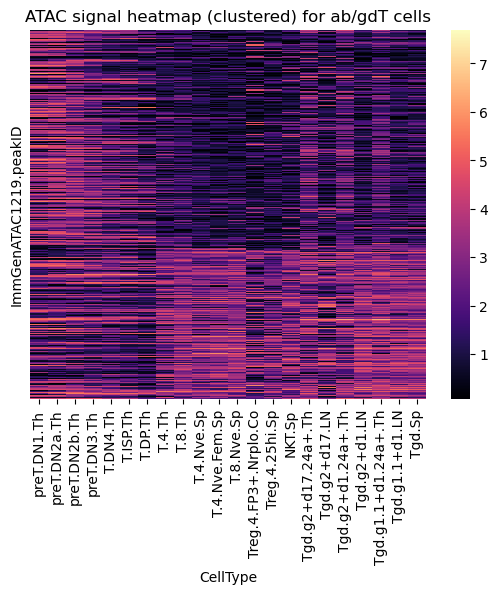 ATAC signal heatmap (clustered) for ab/gdT cells
ImmGenATAC1219.peakID
7
6
5
4
3
2
1
preT.DN1.Th
preT.DN2a.Th
preT.DN2b.Th
preT.DN3.Th
T.DN4.Th
T.ISP.Th
T.DP.Th
T.4.Th
T.8.Th
T.4.Nve.Sp
T.4.Nve.Fem.Sp
T.8.Nve.Sp
Treg.4.FP3+.Nrplo.Co
Treg.4.25hi.Sp
NKT.Sp
Tgd.g2+d17.24a+.Th
Tgd.g2+d17.LN
Tgd.g2+d1.24a+.Th
Tgd.g2+d1.LN
Tgd.g1.1+d1.24a+.Th
Tgd.g1.1+d1.LN
Tgd.Sp
CellType